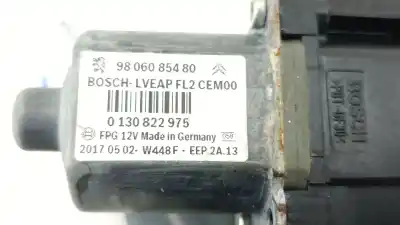 98 060 854 80
BOSCH-LVEAP FL2 CEM00
0 130 822 975
FPG 12V Made in Germany
2017 05 02- W448F - EEP.2A.13
BOSCH